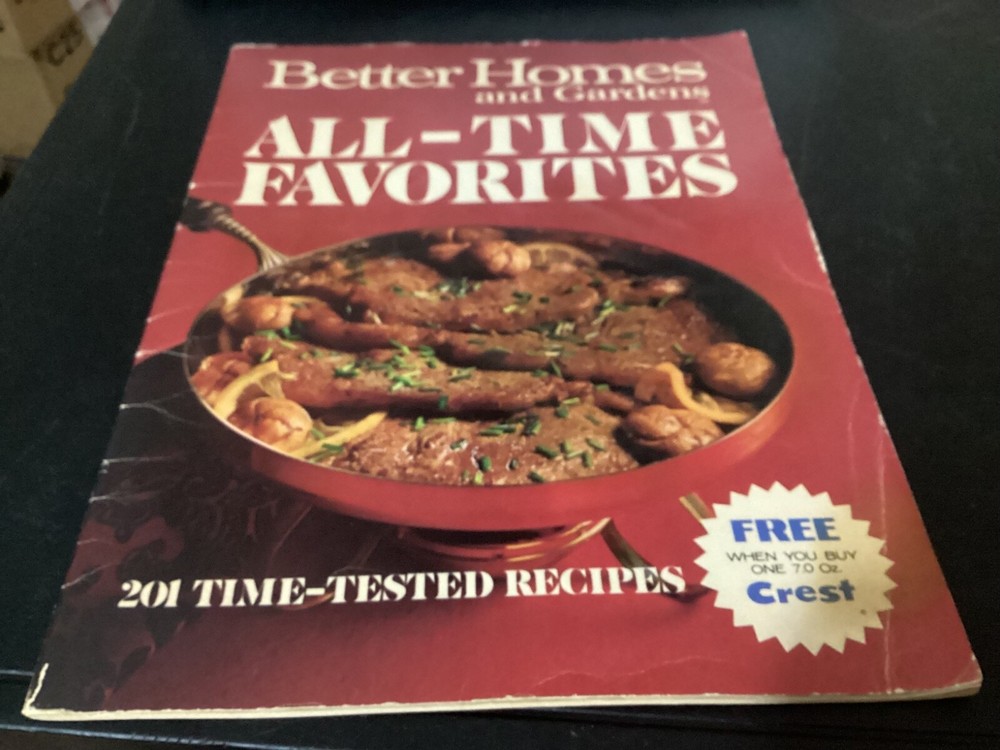 Better Homes
and Gardens
ALL-TIME
FAVORITES
201 TIME-TESTED RECIPES
FREE
WHEN YOU BUY
ONE 7.0 Oz.
Crest